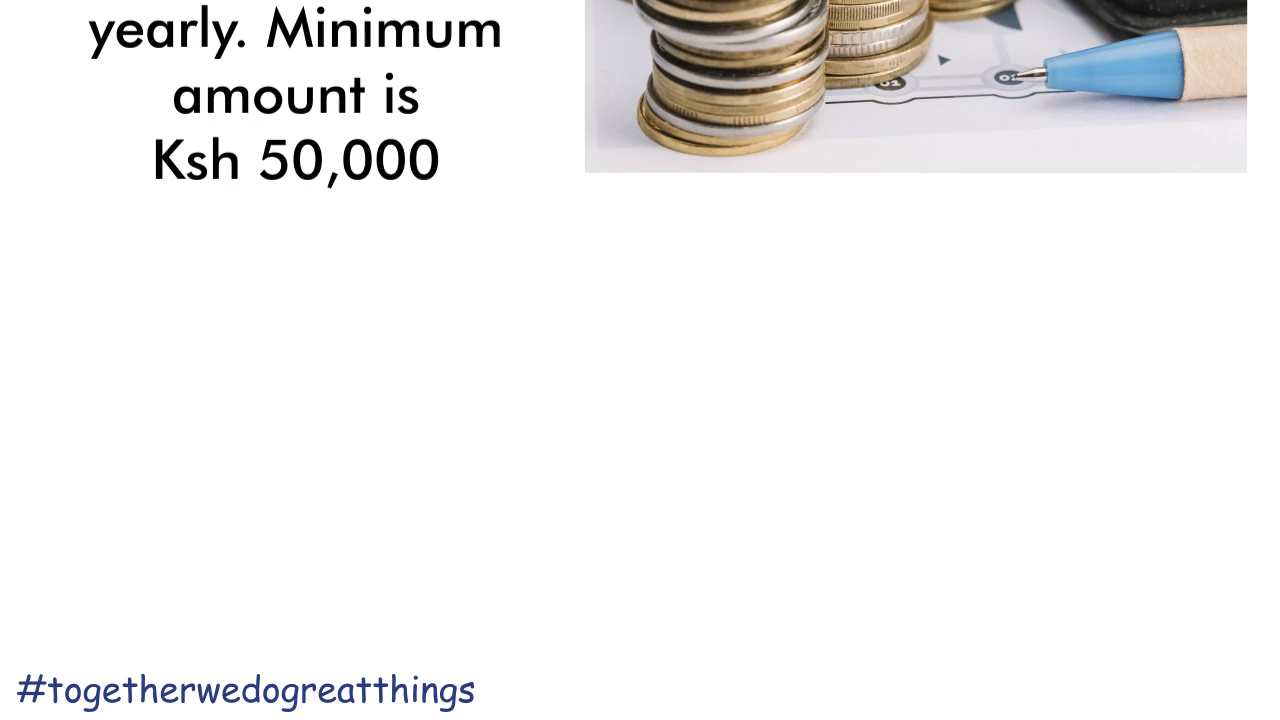 yearly. Minimum
amount is
Ksh 50,000
#togetherwedogreatthings